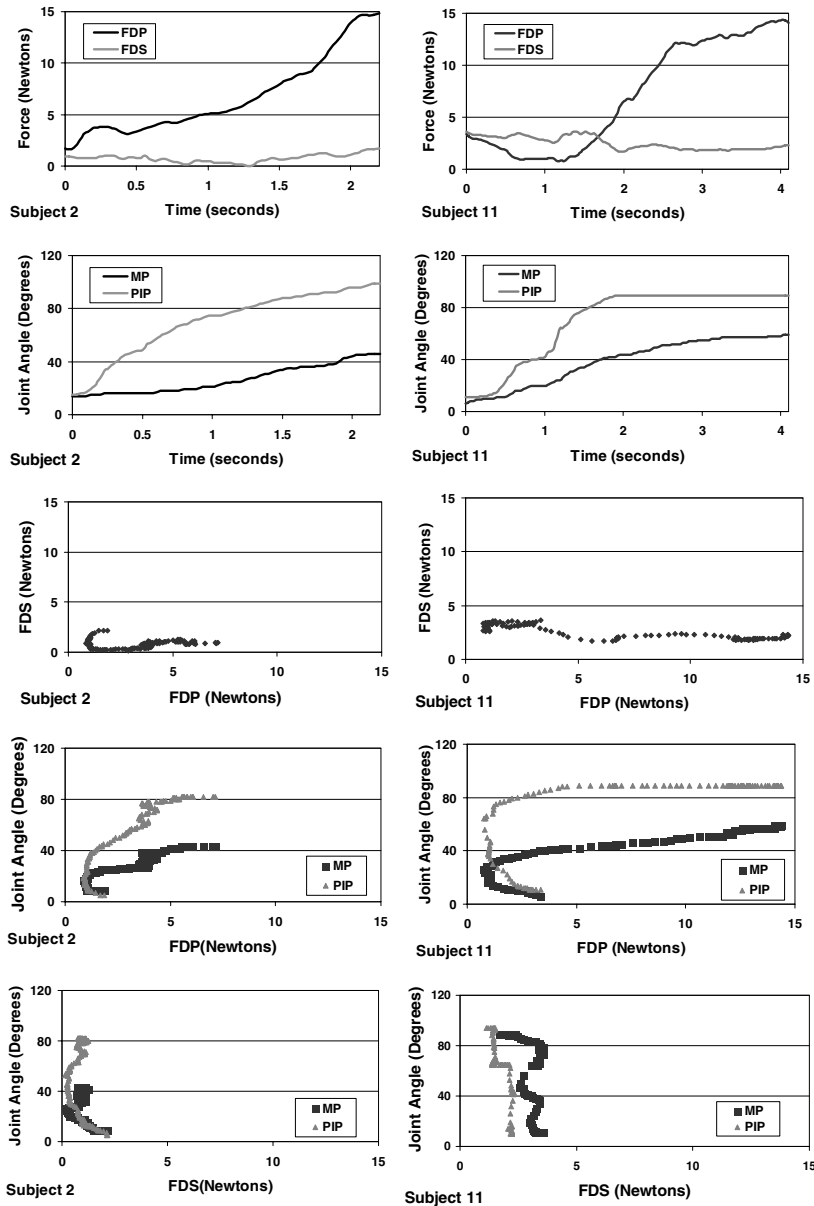 15
10
5
0
Force (Newtons)
FDP
FDS
0 0.5 1 1.5 2
Time (seconds)
Subject 2
15
10
5
0
Force (Newtons)
FDP
FDS
0 1 2 3 4
Time (seconds)
Subject 11
120
80
40
0
Joint Angle (Degrees)
MP
PIP
0 0.5 1 1.5 2
Time (seconds)
Subject 2
120
80
40
0
Joint Angle (Degrees)
MP
PIP
0 1 2 3 4
Time (seconds)
Subject 11
15
10
5
0
FDS (Newtons)
0 5 10 15
FDP (Newtons)
Subject 2
15
10
5
0
FDS (Newtons)
0 5 10 15
FDP (Newtons)
Subject 11
120
80
40
0
Joint Angle (Degrees)
MP
PIP
0 5 10 15
FDP(Newtons)
Subject 2
120
80
40
0
Joint Angle (Degrees)
MP
PIP
0 5 10 15
FDP (Newtons)
Subject 11
120
80
40
0
Joint Angle (Degrees)
MP
PIP
0 5 10 15
FDS(Newtons)
Subject 2
120
80
40
0
Joint Angle (Degrees)
MP
PIP
0 5 10 15
FDS (Newtons)
Subject 11